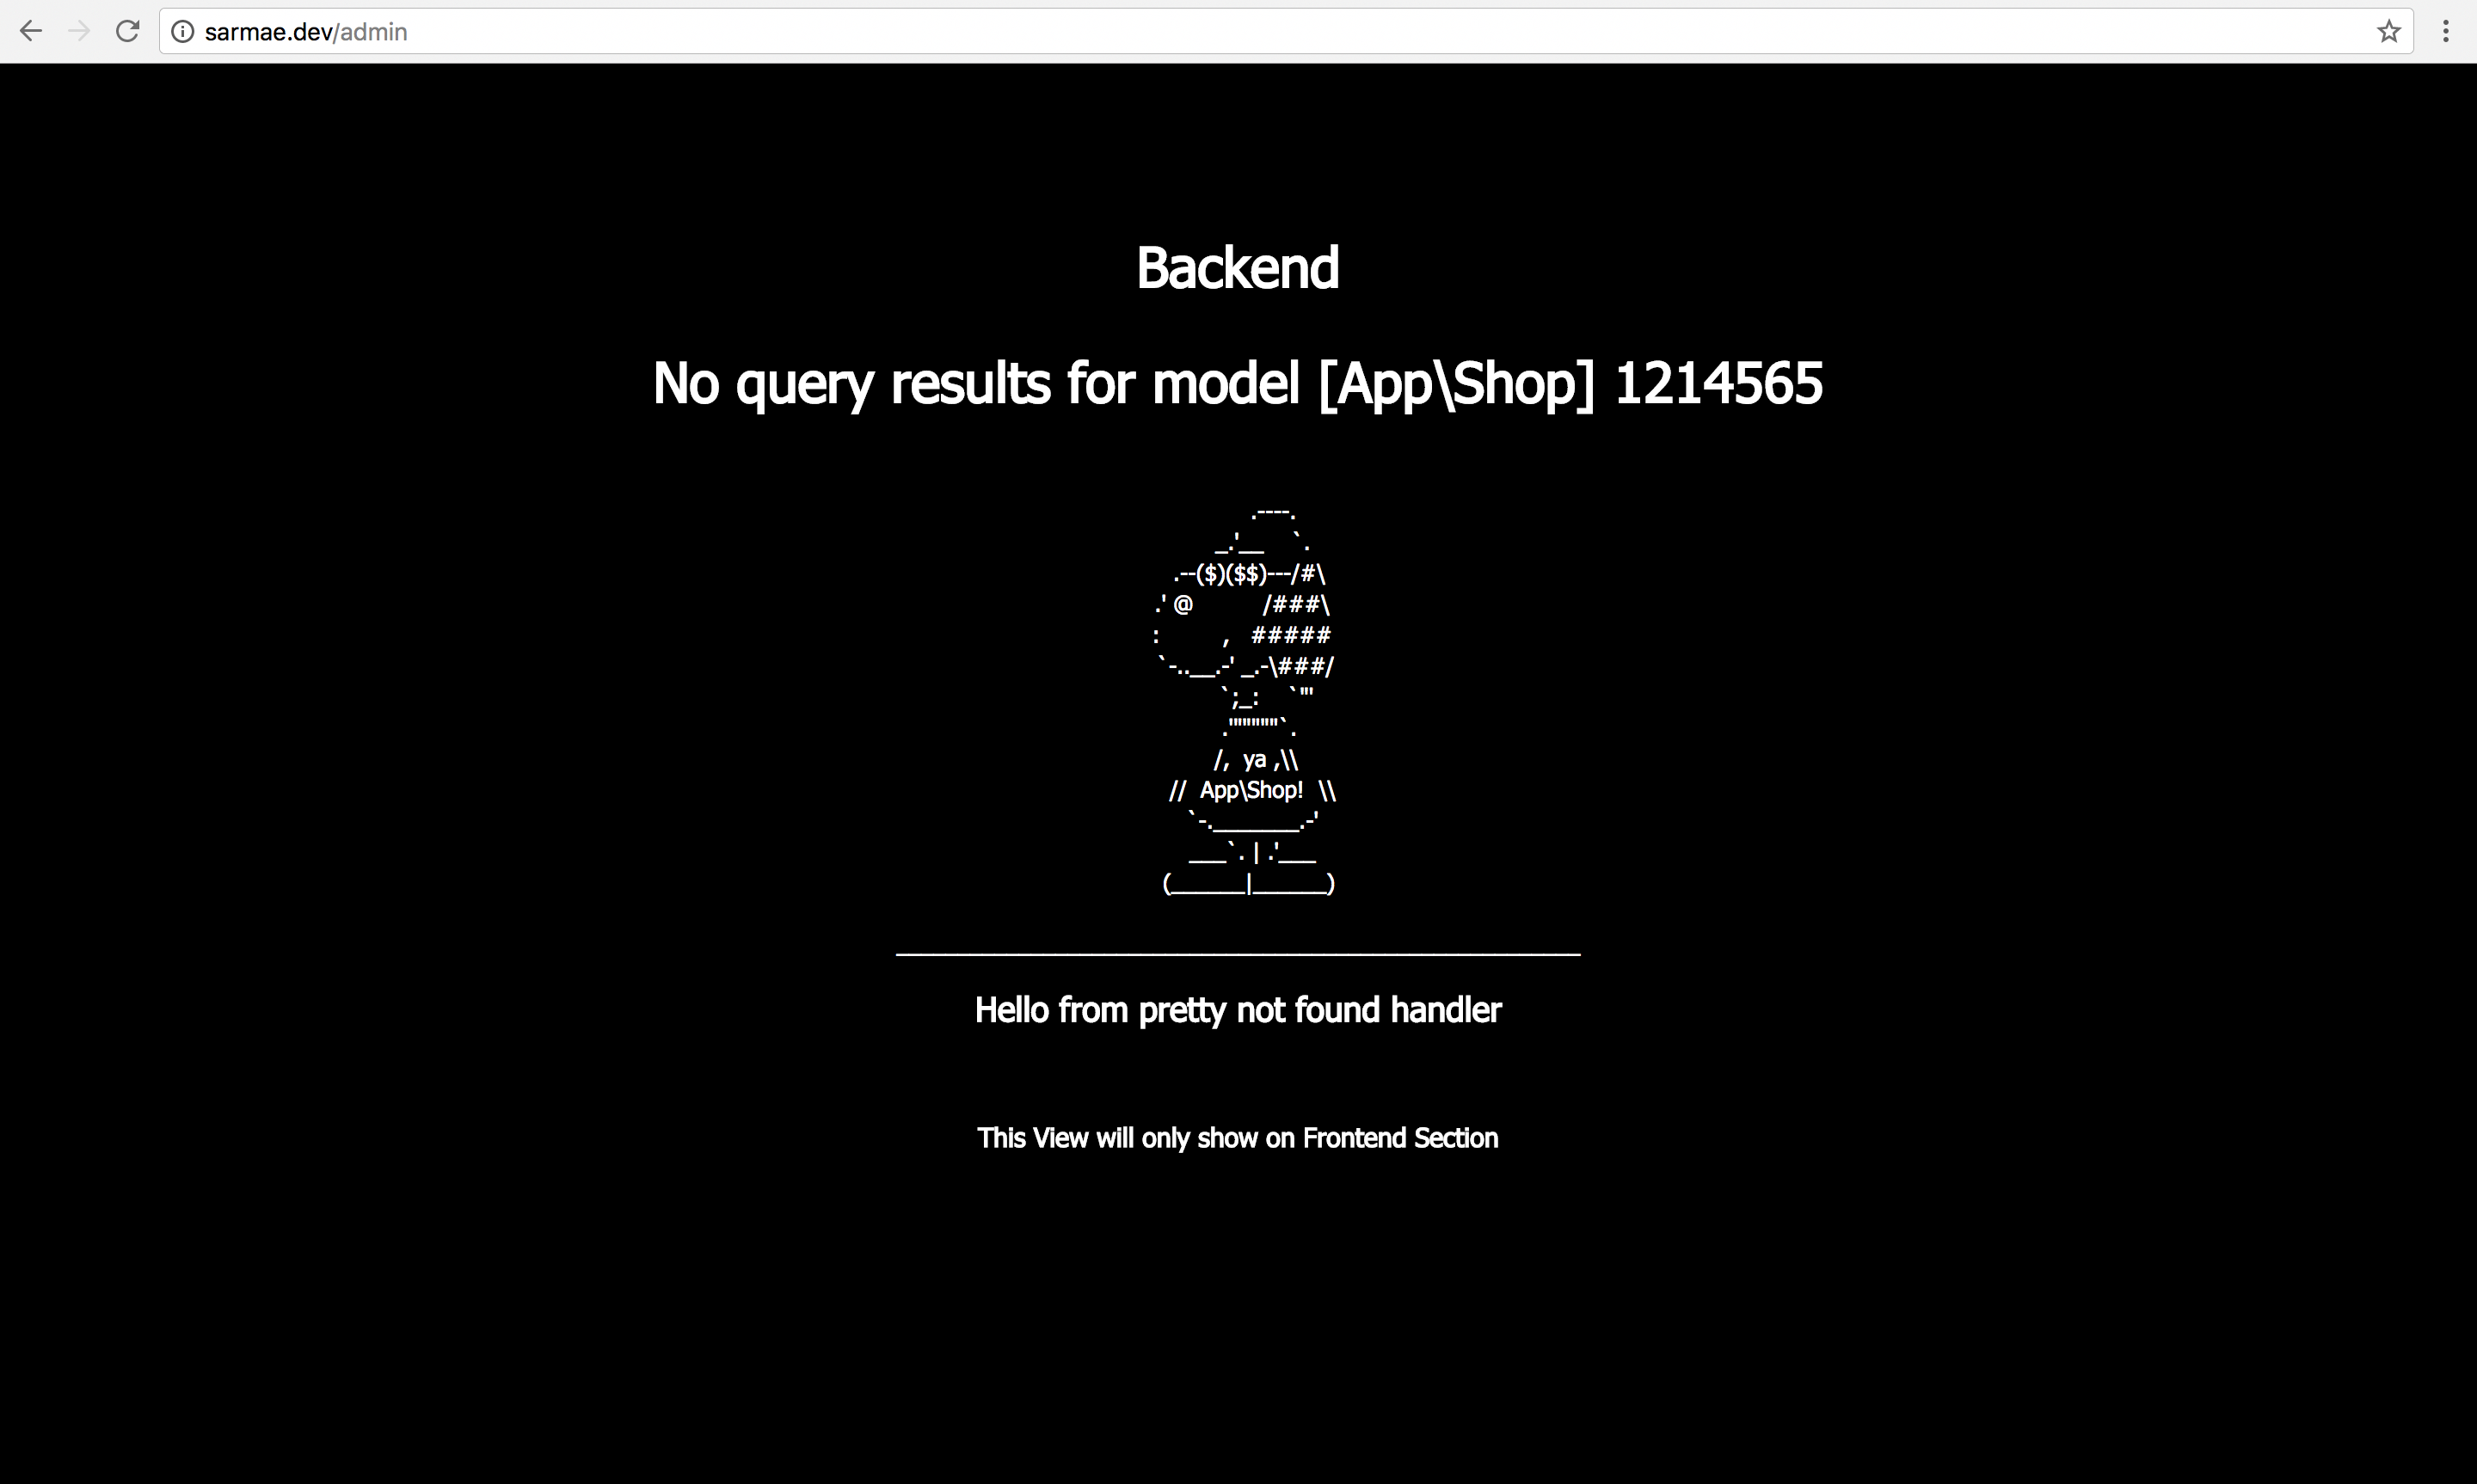 sarmae.dev/admin
Backend
No query results for model [App\Shop] 1214565
.----.
_.'__    `.
.--($)($$)---/#\
.' @          /###\
:         ,   #####
`-..__.-' _.-\###/
`;_:    `"'
.'"""""`.
/,  ya ,\\
//  App\Shop!  \\
`-._______.-'
___`. | .'___
(______|______)
Hello from pretty not found handler
This View will only show on Frontend Section